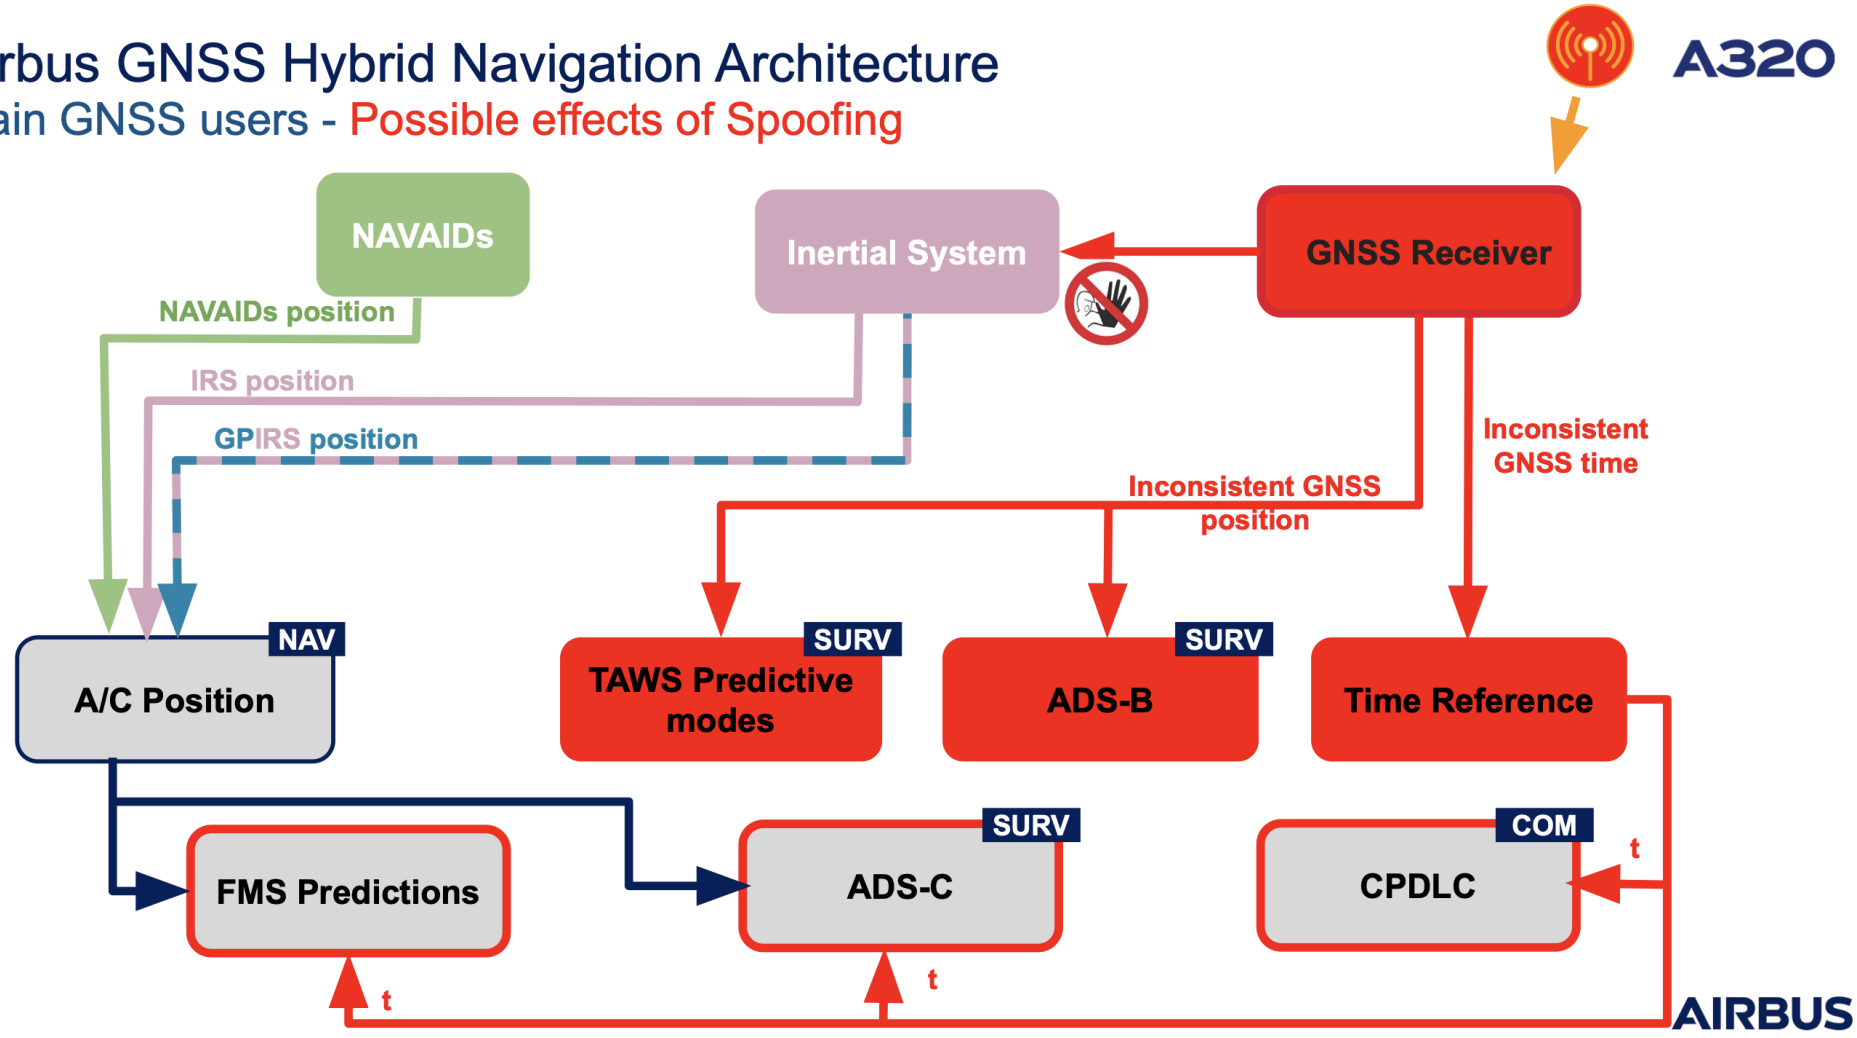 rbus GNSS Hybrid Navigation Architecture
A320
ain GNSS users - Possible effects of Spoofing
NAVAIDs
Inertial System
GNSS Receiver
NAVAIDs position
IRS position
GPIRS position
Inconsistent
GNSS time
Inconsistent GNSS
position
NAV
A/C Position
SURV
TAWS Predictive
modes
SURV
ADS-B
Time Reference
FMS Predictions
SURV
ADS-C
COM
CPDLC
t
t
t
AIRBUS